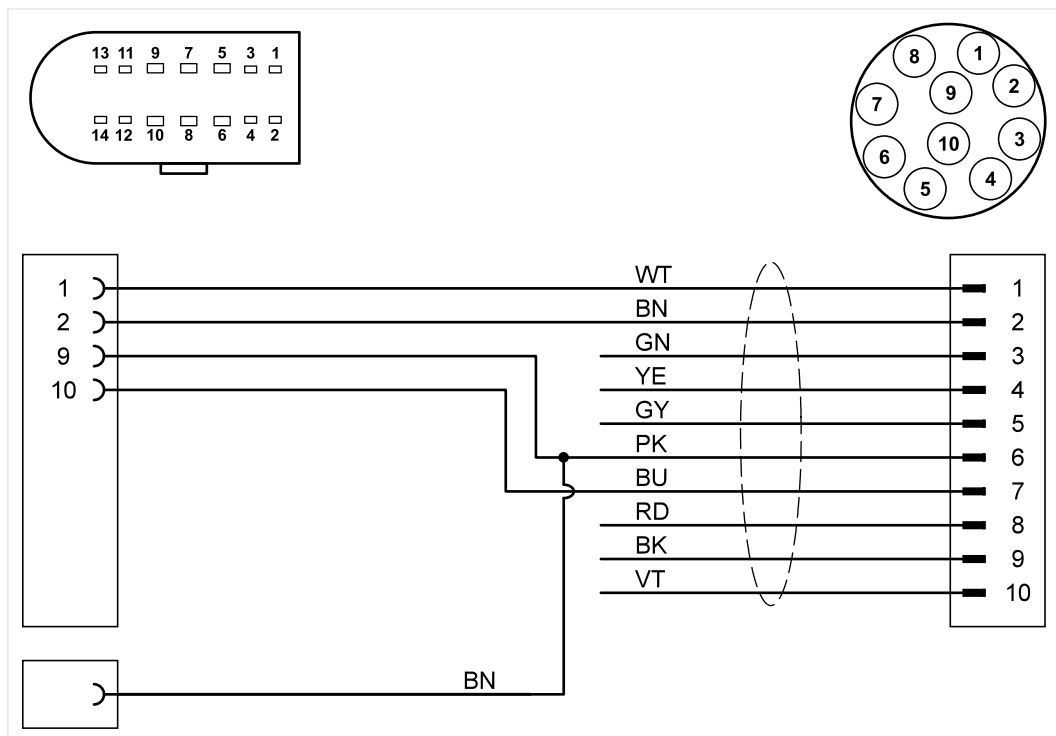 13 11 9 7 5 3 1
14 12 10 8 6 4 2
8 1
9 2
7
10 3
6
5 4
1 WT 1
2 BN 2
9 GN 3
10 YE 4
GY 5
PK 6
BU 7
RD 8
BK 9
VT 10
BN